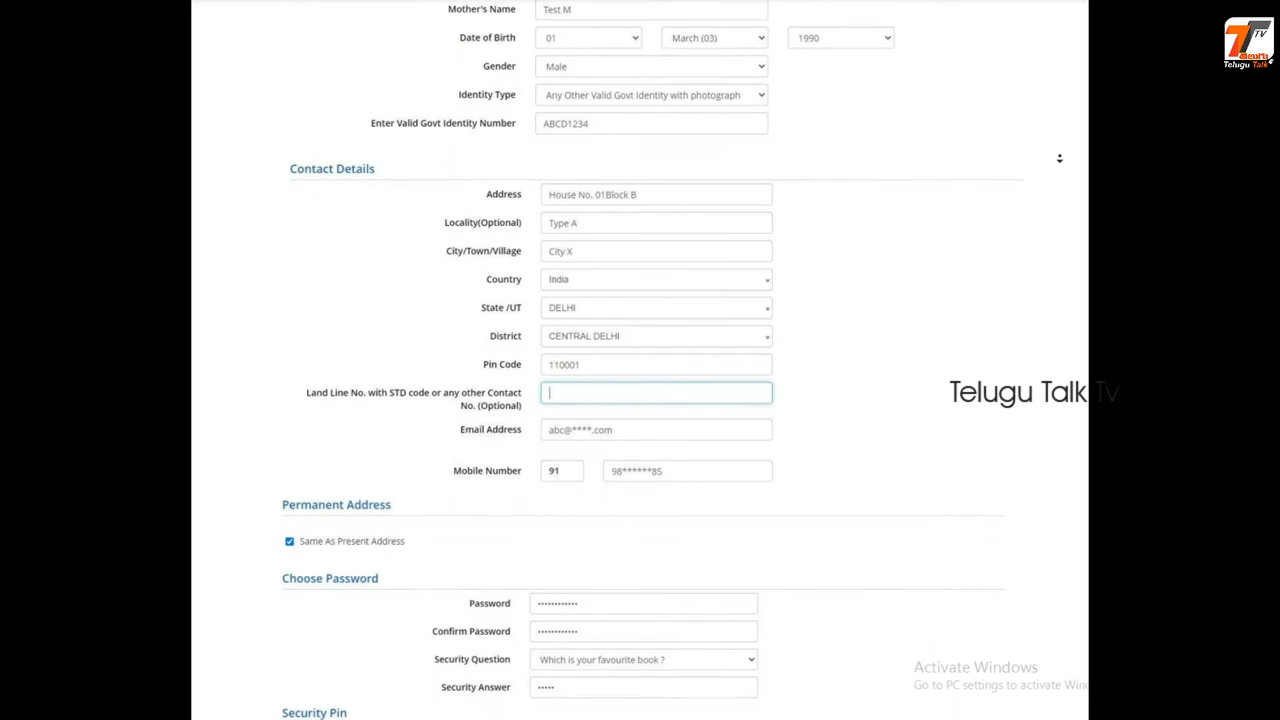 Mother's Name Test M
Date of Birth 01 March (03) 1990
Gender Male
Identity Type Any Other Valid Govt Identity with photograph
Enter Valid Govt Identity Number ABCD1234
TV
తెలుగు
Telugu Talk
Contact Details
Address House No. 01Block B
Locality(Optional) Type A
City/Town/Village City X
Country India
State /UT DELHI
District CENTRAL DELHI
Pin Code 110001
Land Line No. with STD code or any other Contact
No. (Optional)
Telugu Talk Tv
Email Address abc@****.com
Mobile Number 91 98******85
Permanent Address
Same As Present Address
Choose Password
Password ••••••••••••
Confirm Password ••••••••••••
Security Question Which is your favourite book ?
Security Answer •••••
Activate Windows
Go to PC settings to activate Win
Security Pin